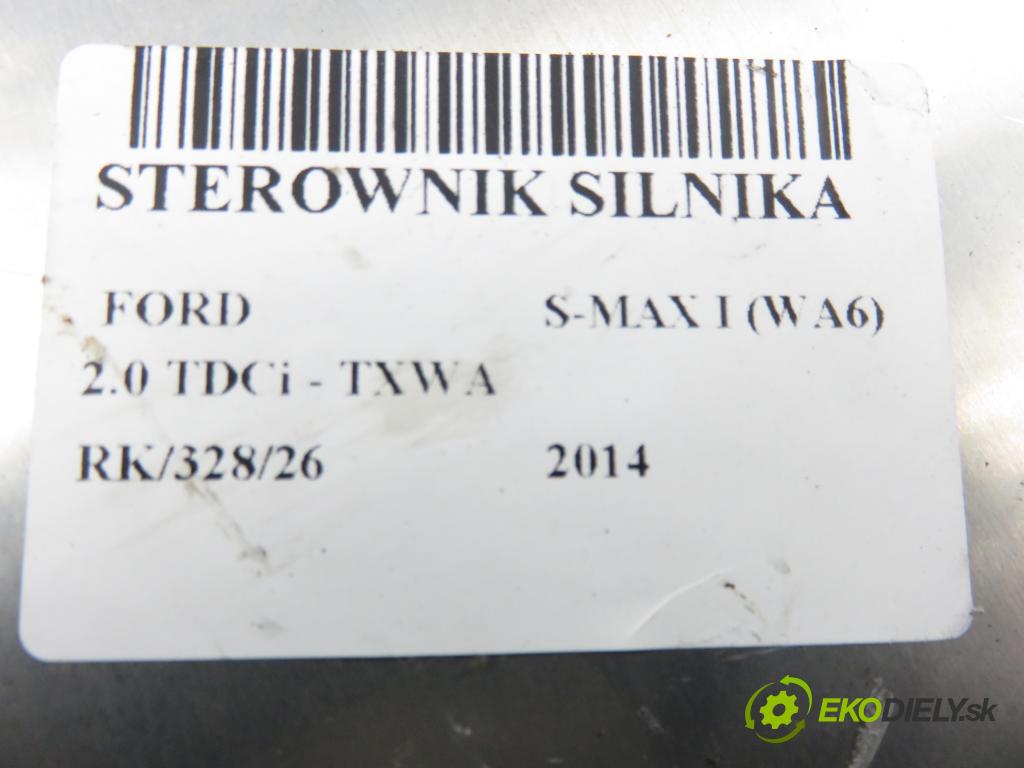 STEROWNIK SILNIKA
FORD S-MAX I (WA6)
2.0 TDCi - TXWA
RK/328/26 2014
EKODIELY.sk